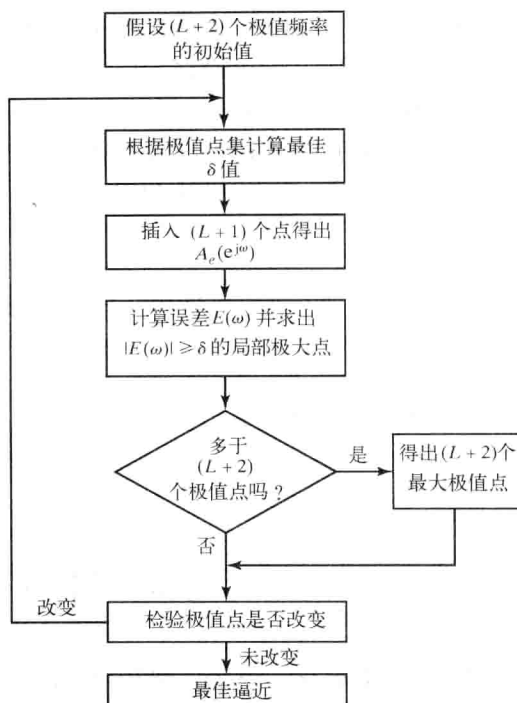 假设(L+2)个极值频率
的初始值
根据极值点集计算最佳
δ值
插入 (L+1) 个点得出
A_e(e^{jω})
计算误差E(ω)并求出
|E(ω)|≥δ的局部极大点
多于
(L+2)
个极值点吗？
是
得出(L+2)个
最大极值点
否
改变
检验极值点是否改变
未改变
最佳逼近